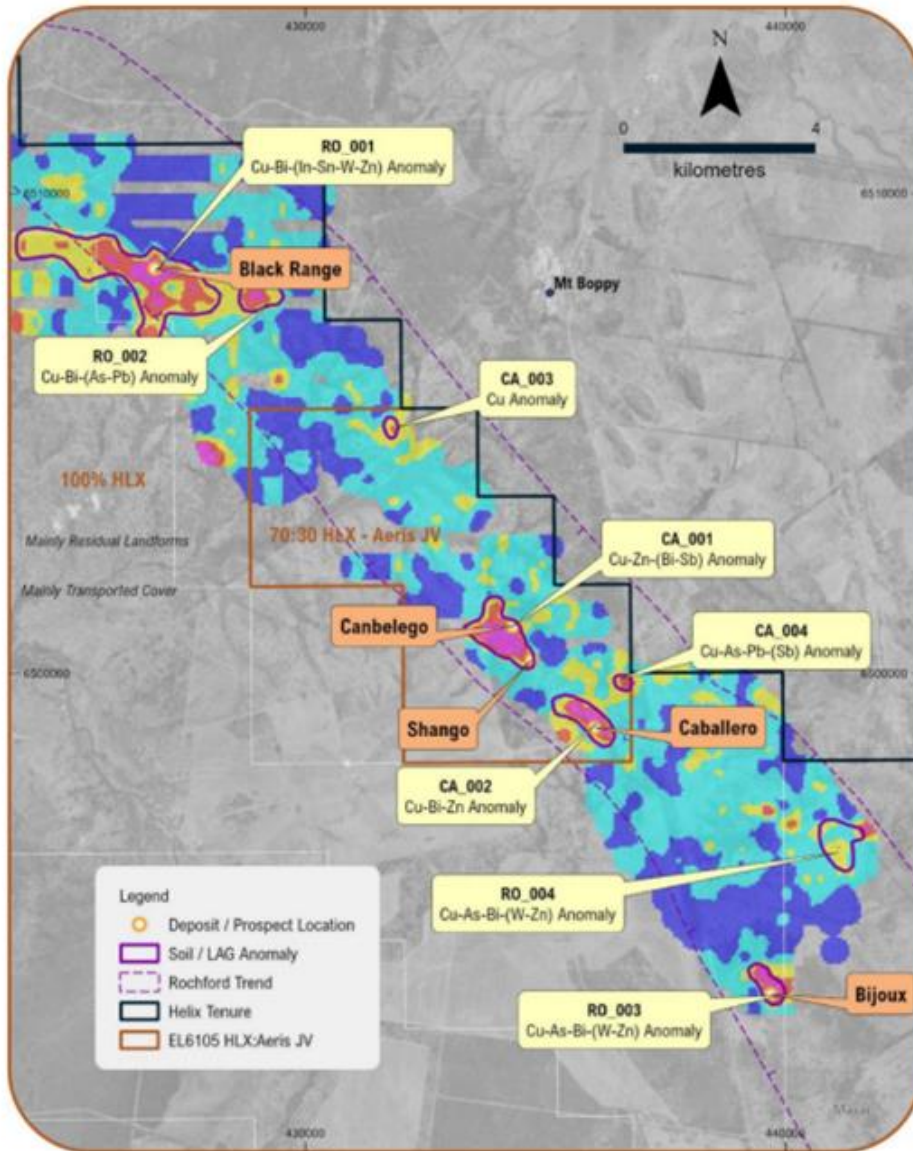 430000
440000
N
0 4
kilometres
RO_001
Cu-Bi-(In-Sn-W-Zn) Anomaly
6510000
6510000
Black Range
Mt Boppy
RO_002
Cu-Bi-(As-Pb) Anomaly
CA_003
Cu Anomaly
100% HLX
70:30 HLX - Aeris JV
Mainly Residual Landforms
CA_001
Cu-Zn-(Bi-Sb) Anomaly
Mainly Transported Cover
Canbelego
CA_004
Cu-As-Pb-(Sb) Anomaly
6500000
6500000
Shango
Caballero
CA_002
Cu-Bi-Zn Anomaly
RO_004
Cu-As-Bi-(W-Zn) Anomaly
Legend
Deposit / Prospect Location
Soil / LAG Anomaly
Rochford Trend
Helix Tenure
EL6105 HLX:Aeris JV
Bijoux
RO_003
Cu-As-Bi-(W-Zn) Anomaly
430000
440000